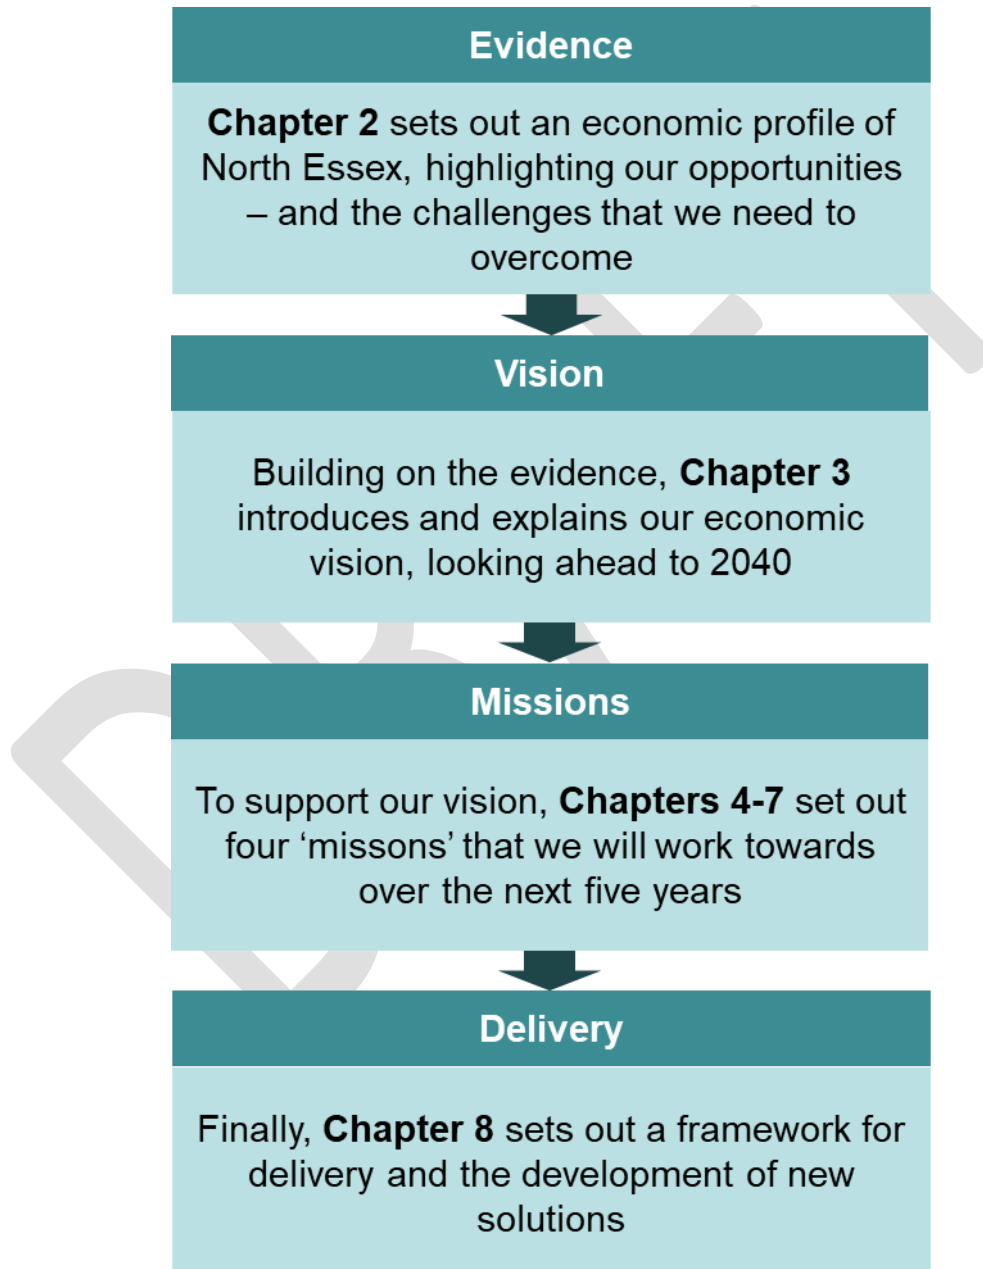 Evidence
Chapter 2 sets out an economic profile of
North Essex, highlighting our opportunities
– and the challenges that we need to
overcome
Vision
Building on the evidence, Chapter 3
introduces and explains our economic
vision, looking ahead to 2040
Missions
To support our vision, Chapters 4-7 set out
four ‘missons’ that we will work towards
over the next five years
Delivery
Finally, Chapter 8 sets out a framework for
delivery and the development of new
solutions